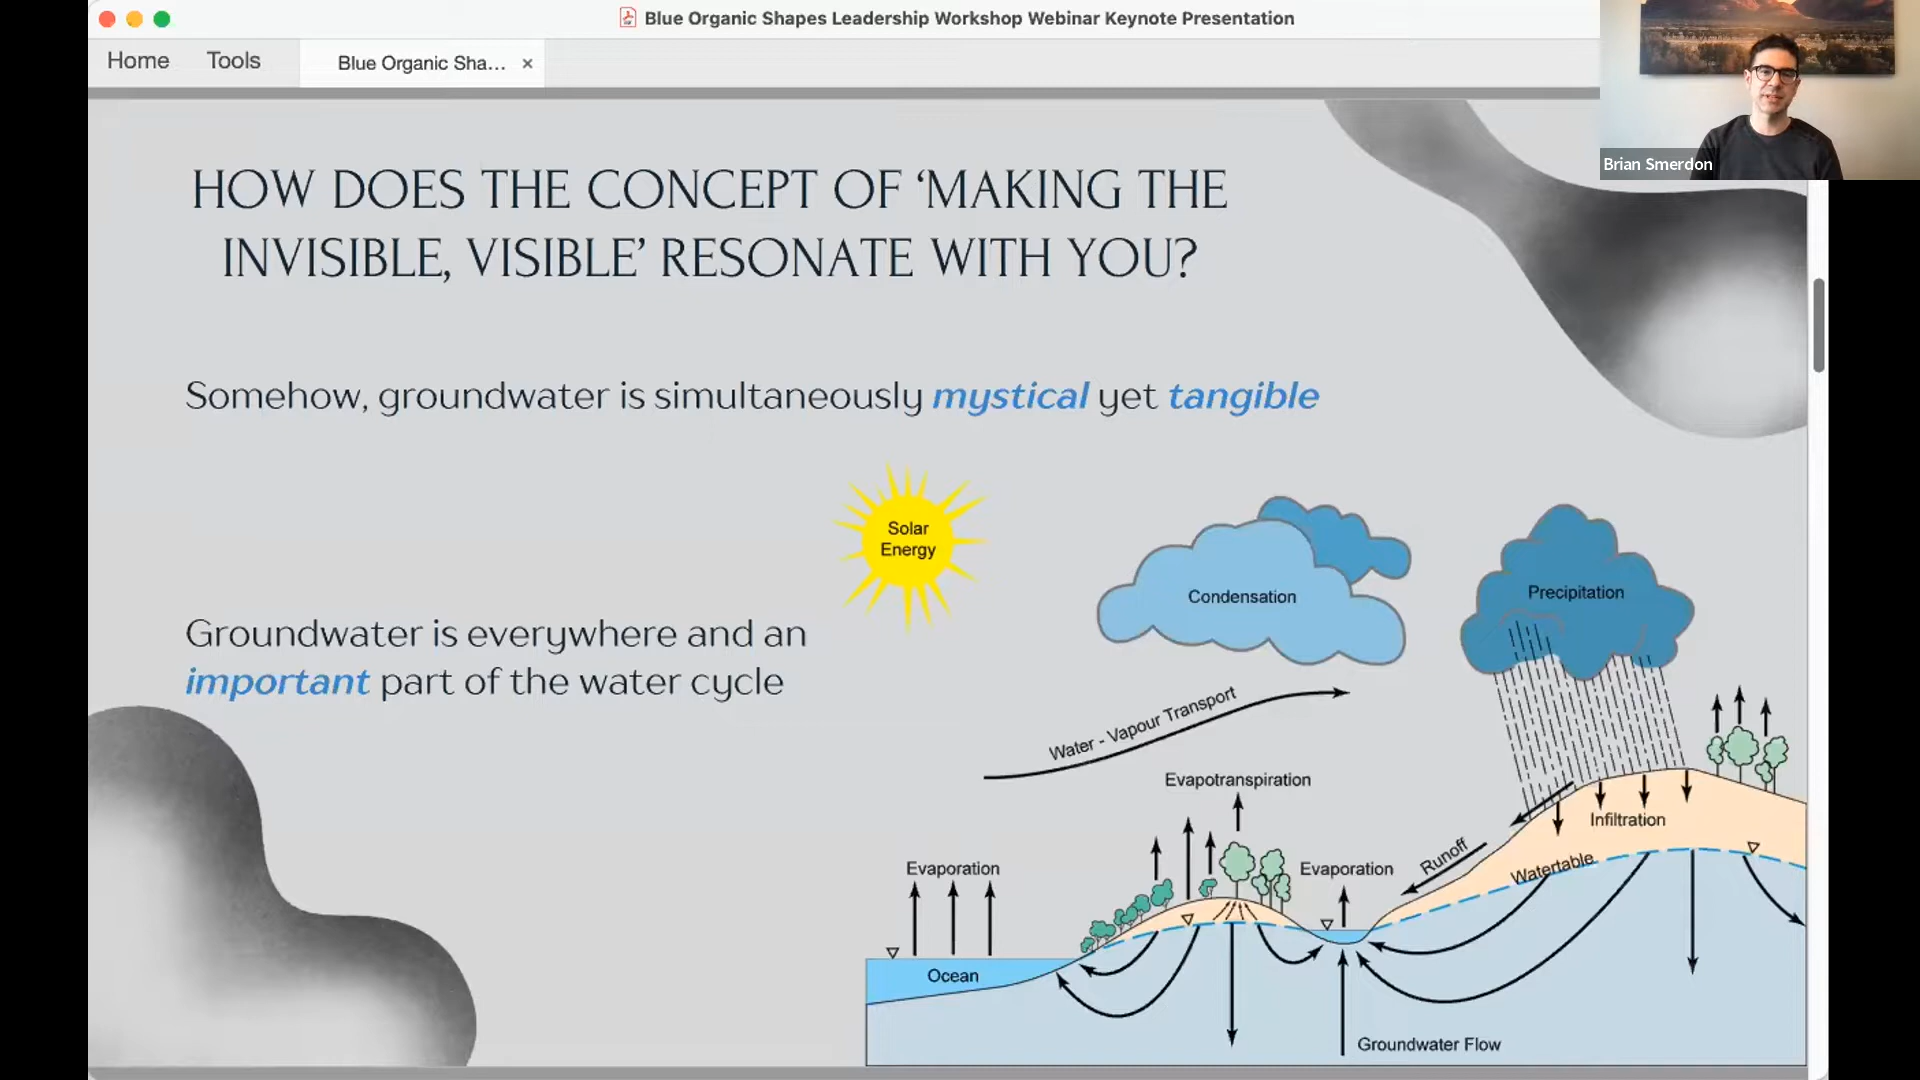 Blue Organic Shapes Leadership Workshop Webinar Keynote Presentation
Home
Tools
Blue Organic Sha... ×
Brian Smerdon
HOW DOES THE CONCEPT OF ‘MAKING THE
INVISIBLE, VISIBLE’ RESONATE WITH YOU?
Somehow, groundwater is simultaneously mystical yet tangible
Solar
Energy
Condensation
Precipitation
Groundwater is everywhere and an
important part of the water cycle
Water - Vapour Transport
Evapotranspiration
Infiltration
Runoff
Watertable
Evaporation
Evaporation
Ocean
Groundwater Flow